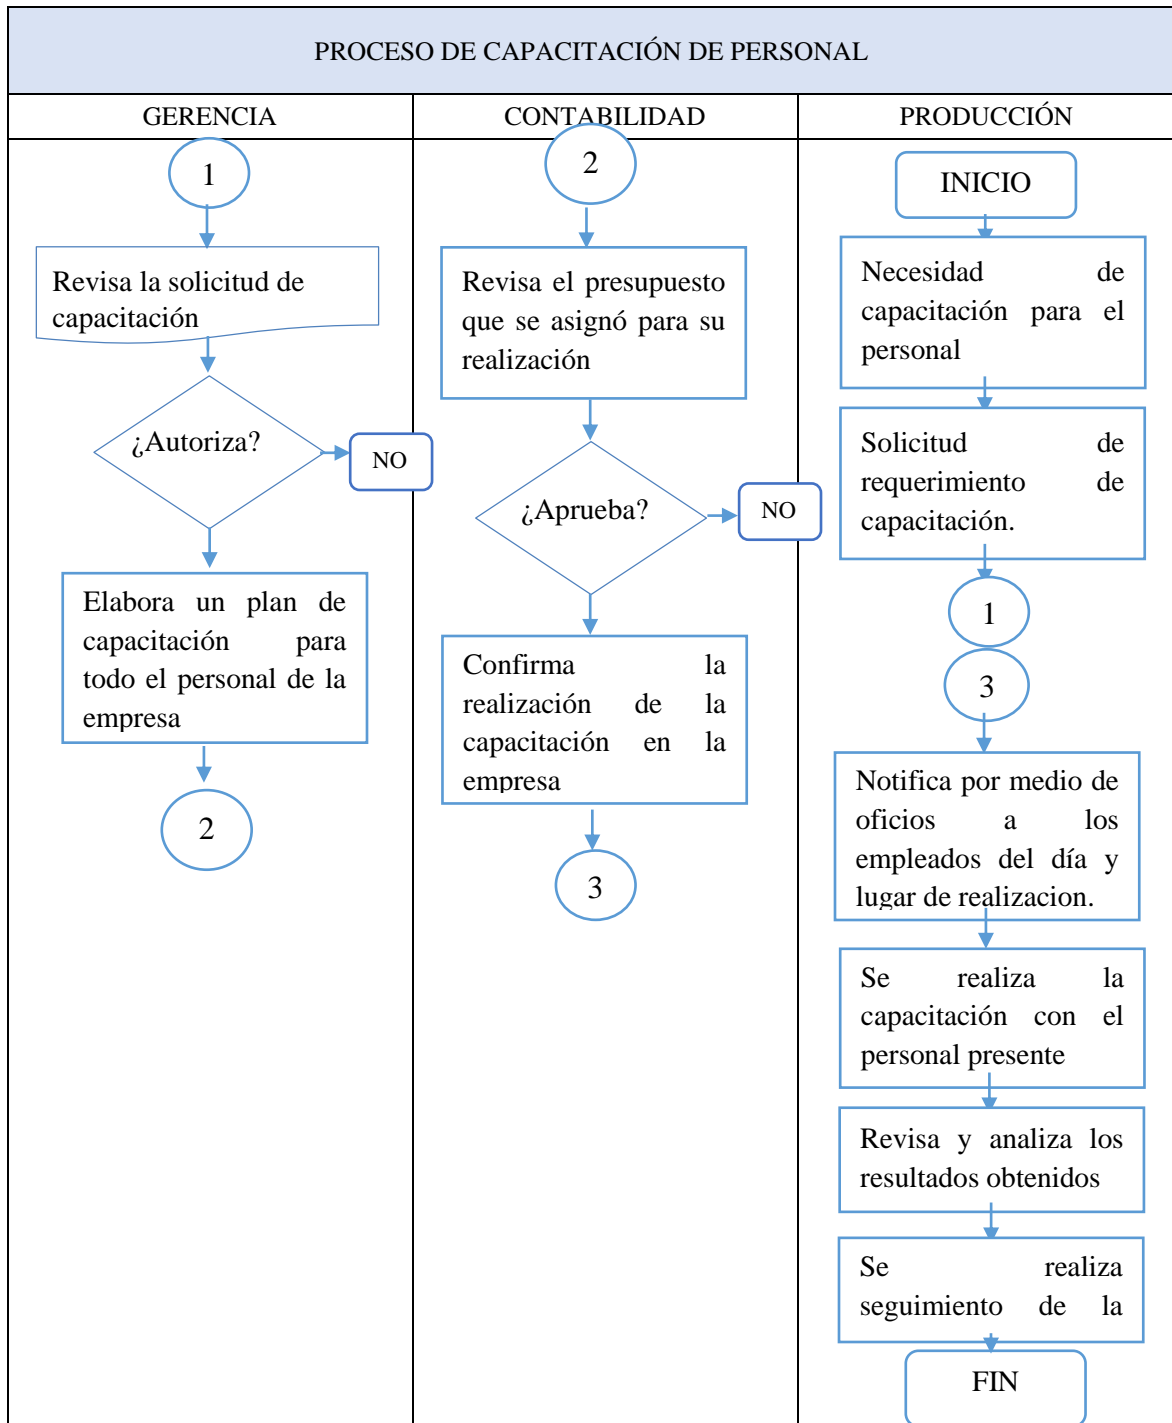 PROCESO DE CAPACITACIÓN DE PERSONAL
GERENCIA
1
Revisa la solicitud de
capacitación
¿Autoriza?
NO
Elabora un plan de
capacitación para
todo el personal de la
empresa
2
CONTABILIDAD
2
Revisa el presupuesto
que se asignó para su
realización
¿Aprueba?
NO
Confirma la
realización de la
capacitación en la
empresa
3
PRODUCCIÓN
INICIO
Necesidad de
capacitación para el
personal
Solicitud de
requerimiento de
capacitación.
1
3
Notifica por medio de
oficios a los
empleados del día y
lugar de realizacion.
Se realiza la
capacitación con el
personal presente
Revisa y analiza los
resultados obtenidos
Se realiza
seguimiento de la
FIN